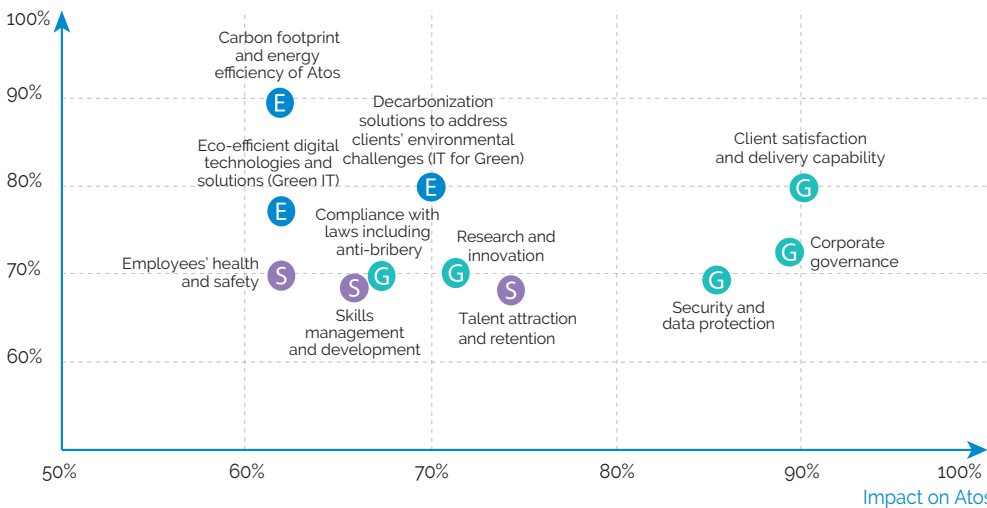 100%
Carbon footprint
and energy
efficiency of Atos
90%
E
Decarbonization
solutions to address
clients' environmental
challenges (IT for Green)
E
Eco-efficient digital
technologies and
solutions (Green IT)
E
Client satisfaction
and delivery capability
G
80%
Compliance with
laws including
anti-bribery
G
Research and
innovation
G
Corporate
governance
G
70%
Employees' health
and safety
S
S
Skills
management
and development
S
Talent attraction
and retention
G
Security and
data protection
60%
50%
60%
70%
80%
90%
100%
Impact on Atos